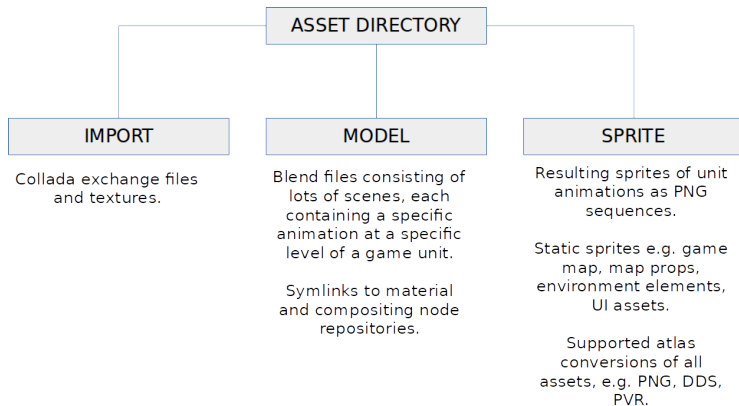 ASSET DIRECTORY
IMPORT
Collada exchange files
and textures.
MODEL
Blend files consisting of
lots of scenes, each
containing a specific
animation at a specific
level of a game unit.
Symlinks to material
and compositing node
repositories.
SPRITE
Resulting sprites of unit
animations as PNG
sequences.
Static sprites e.g. game
map, map props,
environment elements,
UI assets.
Supported atlas
conversions of all
assets, e.g. PNG, DDS,
PVR.